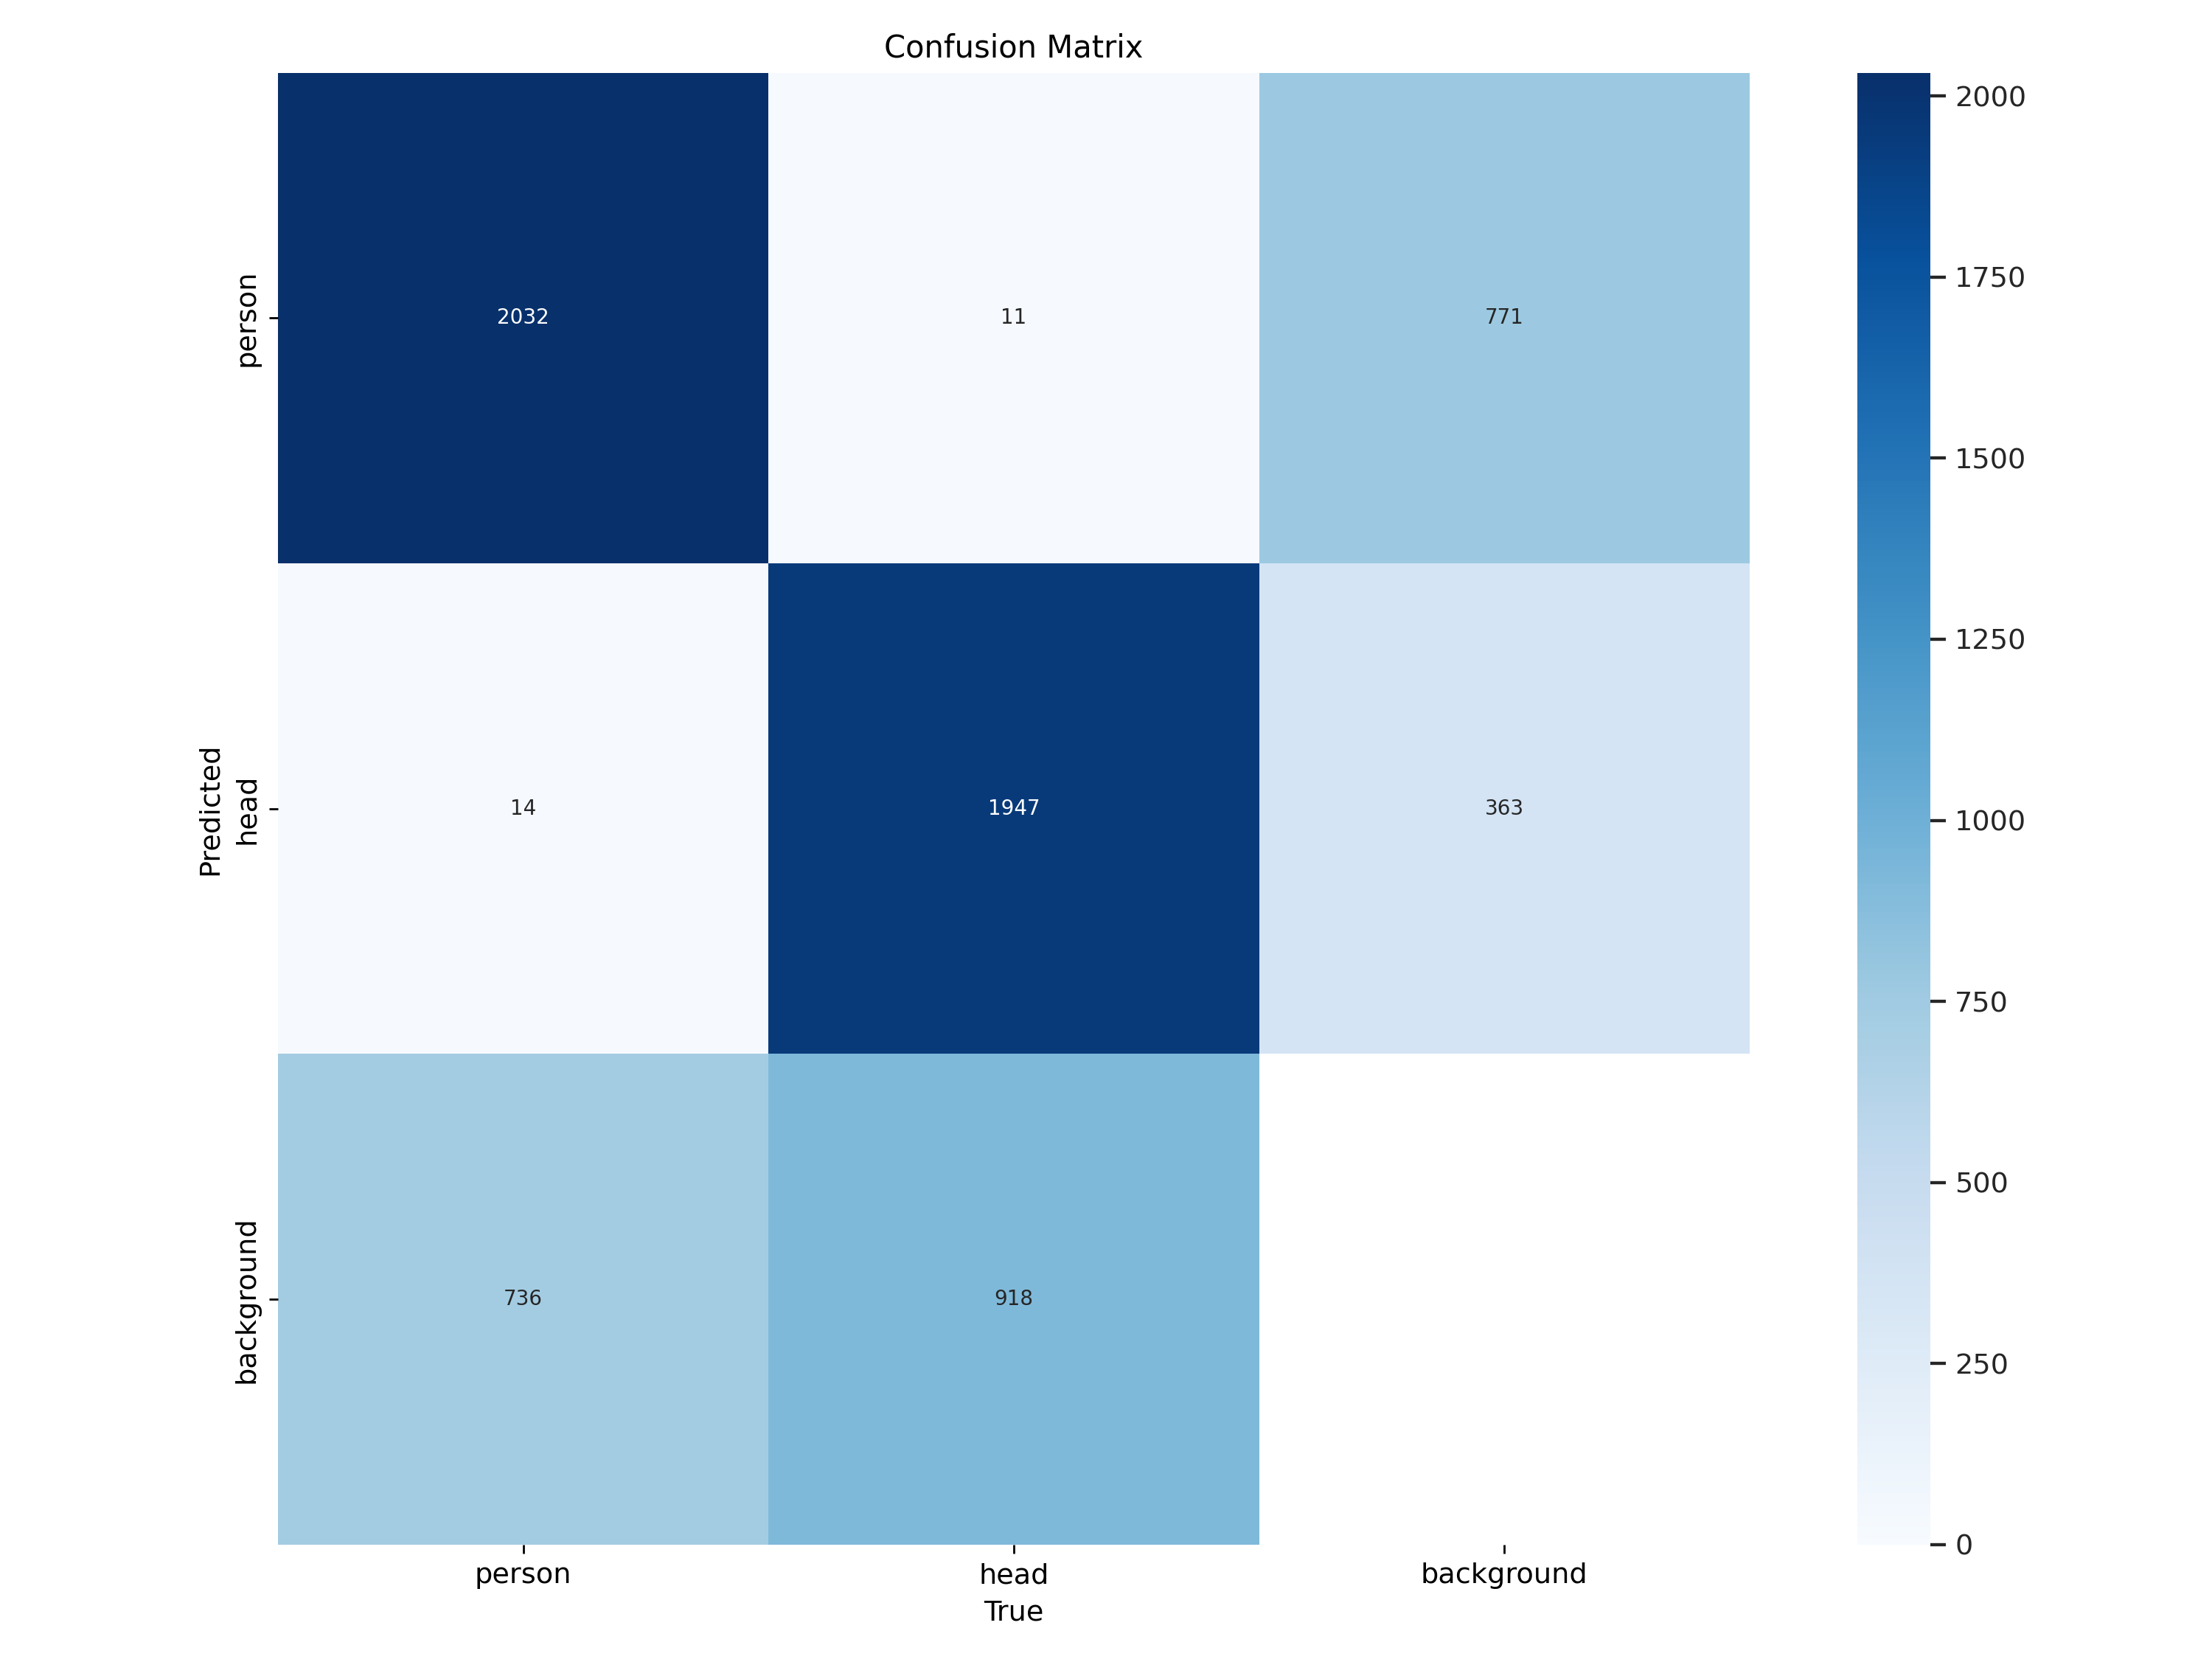 Confusion Matrix
person
2032
11
771
Predicted
head
14
1947
363
background
736
918
person
head
background
True
2000
1750
1500
1250
1000
750
500
250
0